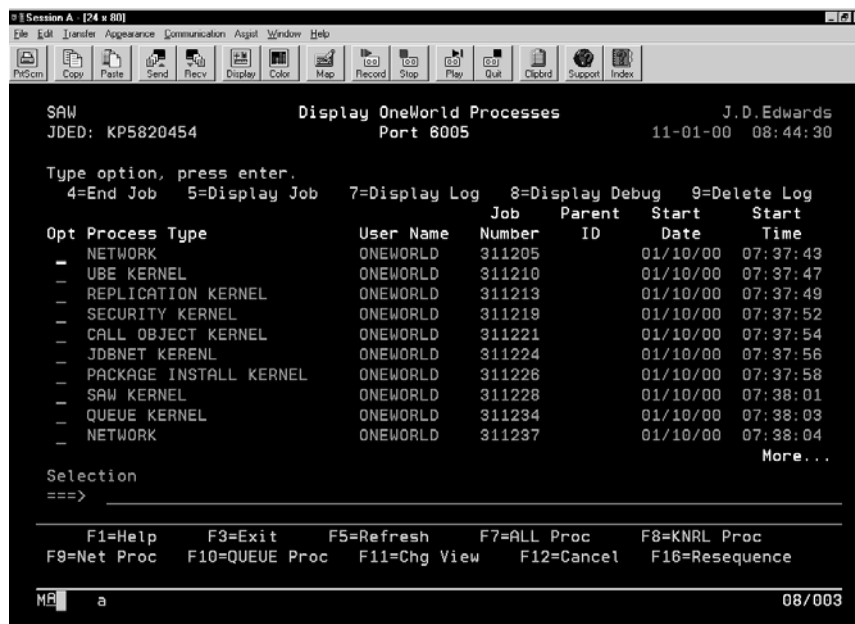 Session A - [24 x 80]
File Edit Transfer Appearance Communication Assist Window Help
PrtScrn Copy Paste Send Recv Display Color Map Record Stop Play Quit Clipbrd Support Index
SAW Display OneWorld Processes J.D.Edwards
JDED: KP5820454 Port 6005 11-01-00 08:44:30
Type option, press enter.
4=End Job 5=Display Job 7=Display Log 8=Display Debug 9=Delete Log
Job Parent Start Start
Opt Process Type User Name Number ID Date Time
_ NETWORK ONEWORLD 311205 01/10/00 07:37:43
_ UBE KERNEL ONEWORLD 311210 01/10/00 07:37:47
_ REPLICATION KERNEL ONEWORLD 311213 01/10/00 07:37:49
_ SECURITY KERNEL ONEWORLD 311219 01/10/00 07:37:52
_ CALL OBJECT KERNEL ONEWORLD 311221 01/10/00 07:37:54
_ JDBNET KERENL ONEWORLD 311224 01/10/00 07:37:56
_ PACKAGE INSTALL KERNEL ONEWORLD 311226 01/10/00 07:37:58
_ SAW KERNEL ONEWORLD 311228 01/10/00 07:38:01
_ QUEUE KERNEL ONEWORLD 311234 01/10/00 07:38:03
_ NETWORK ONEWORLD 311237 01/10/00 07:38:04
More...
Selection
===>
F1=Help F3=Exit F5=Refresh F7=ALL Proc F8=KNRL Proc
F9=Net Proc F10=QUEUE Proc F11=Chg View F12=Cancel F16=Resequence
MA a 08/003